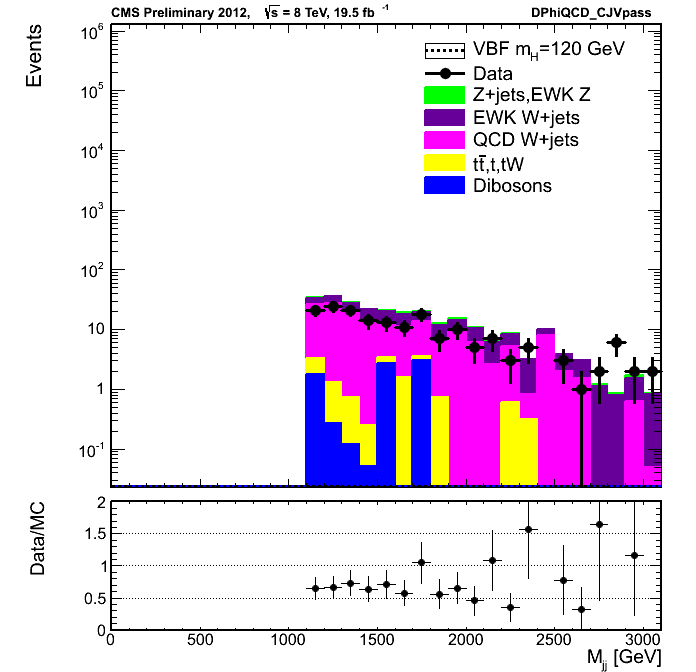 CMS Preliminary 2012, √s = 8 TeV, 19.5 fb⁻¹ DPhiQCD_CJVpass
Events
10⁶
10⁵
10⁴
10³
10²
10
1
10⁻¹
VBF m_H=120 GeV
Data
Z+jets,EWK Z
EWK W+jets
QCD W+jets
tt̄,t,tW
Dibosons
Data/MC
2
1.5
1
0.5
0
0 500 1000 1500 2000 2500 3000
M_jj [GeV]